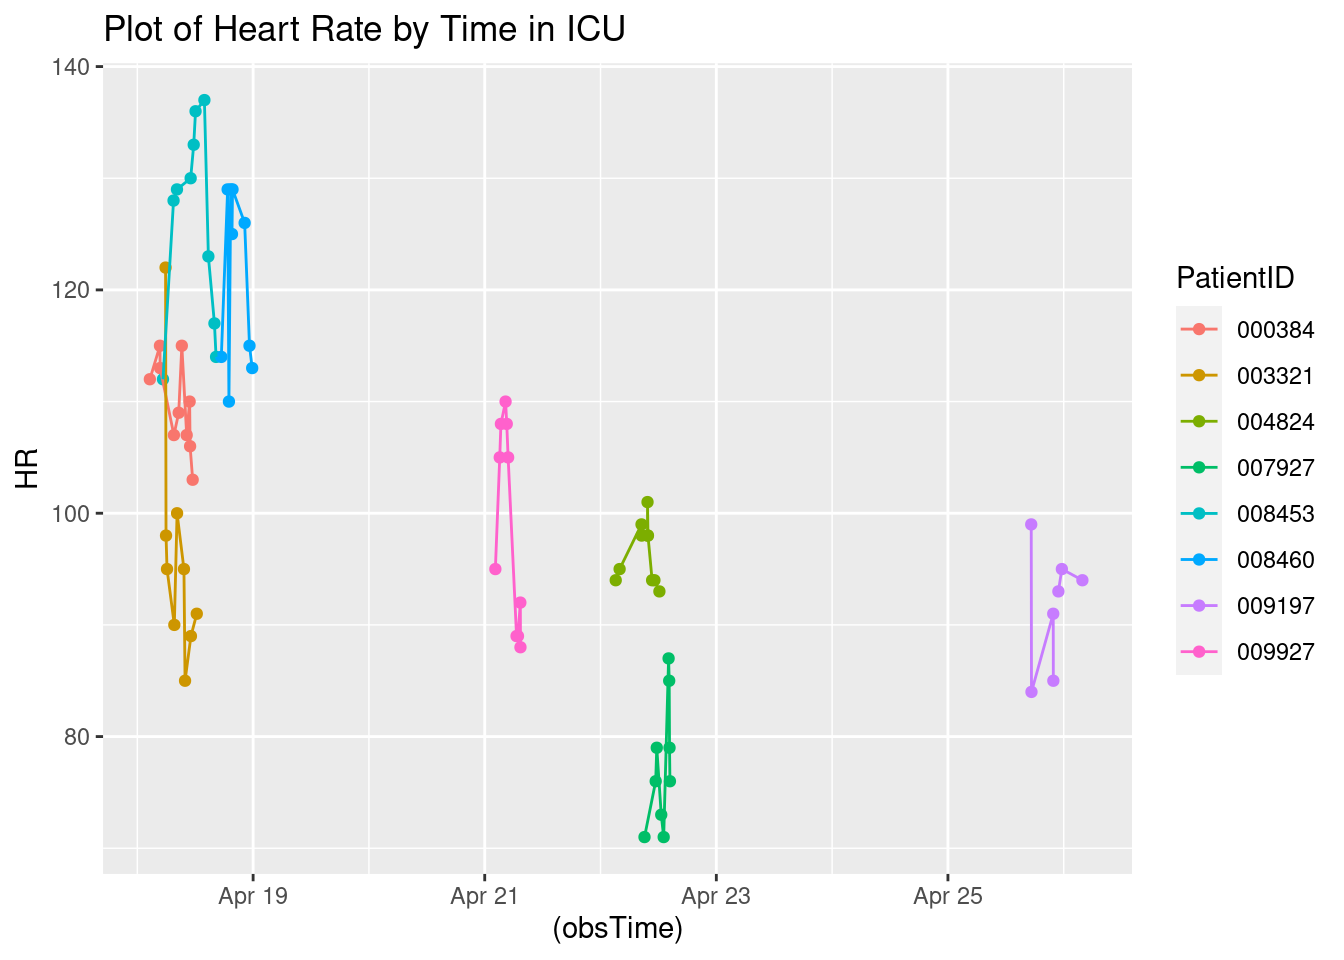 Plot of Heart Rate by Time in ICU
140
120
100
80
HR
Apr 19
Apr 21
Apr 23
Apr 25
(obsTime)
PatientID
000384
003321
004824
007927
008453
008460
009197
009927